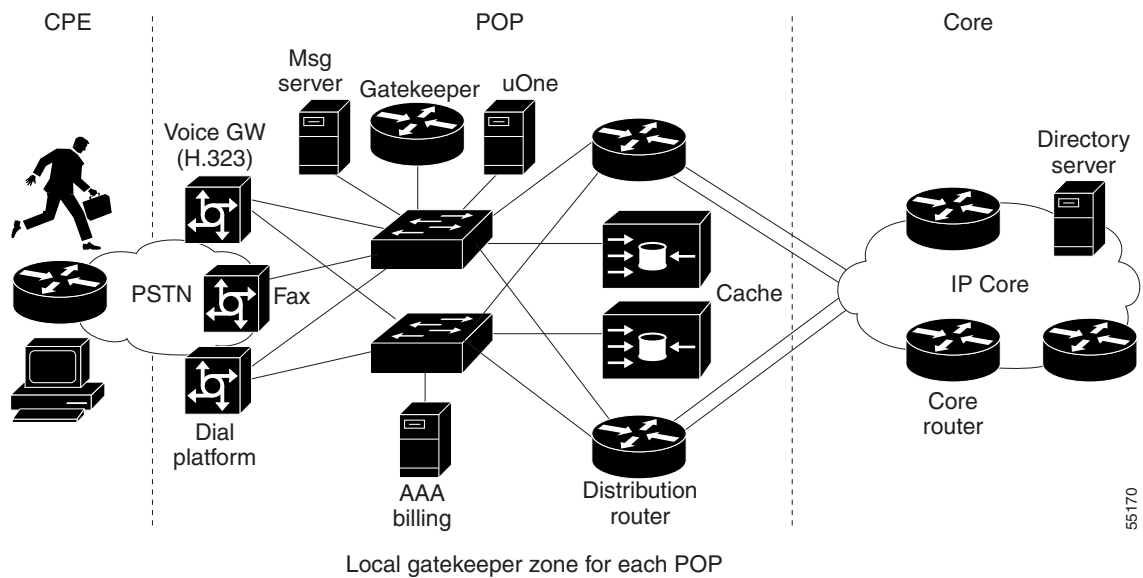 CPE
POP
Core
Msg
server
Gatekeeper
uOne
Voice GW
(H.323)
Directory
server
PSTN
Fax
Cache
IP Core
Dial
platform
AAA
billing
Distribution
router
Core
router
55170
Local gatekeeper zone for each POP